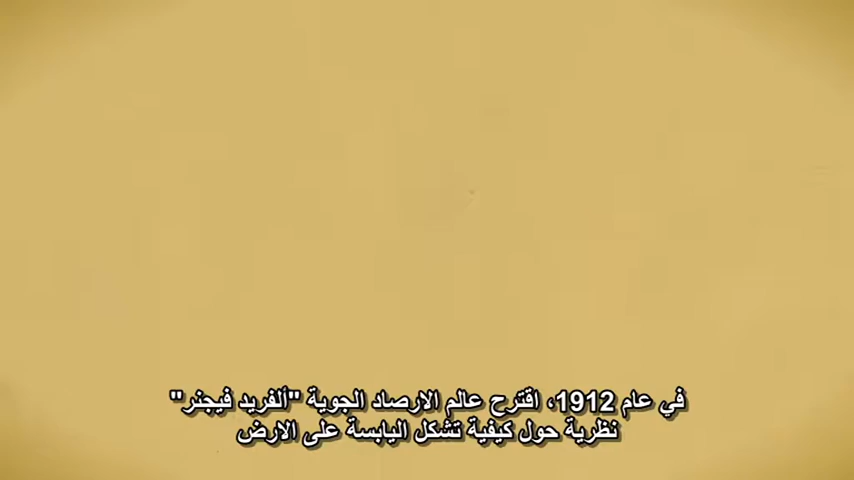 في عام 1912، اقترح عالم الارصاد الجوية "ألفريد فيجنر"
نظرية حول كيفية تشكل اليابسة على الارض